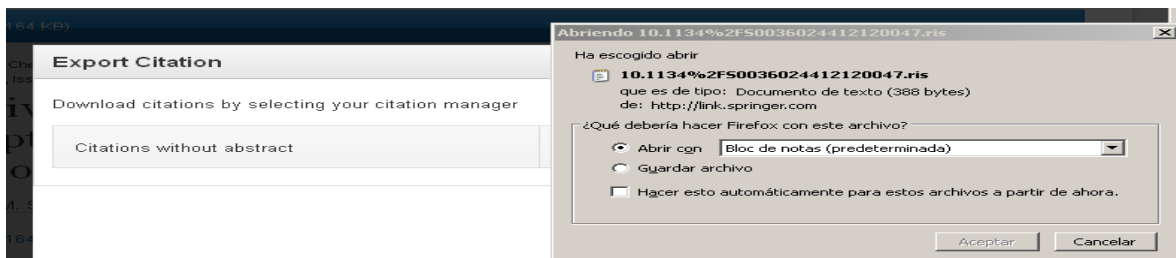 164 KB)
Export Citation
Download citations by selecting your citation manager
Citations without abstract
164
Abriendo 10.1134%2FS0036024412120047.ris
Ha escogido abrir
10.1134%2FS0036024412120047.ris
que es de tipo: Documento de texto (388 bytes)
de: http://link.springer.com
¿Qué debería hacer Firefox con este archivo?
Abrir con Bloc de notas (predeterminada)
Guardar archivo
Hacer esto automáticamente para estos archivos a partir de ahora.
Aceptar Cancelar